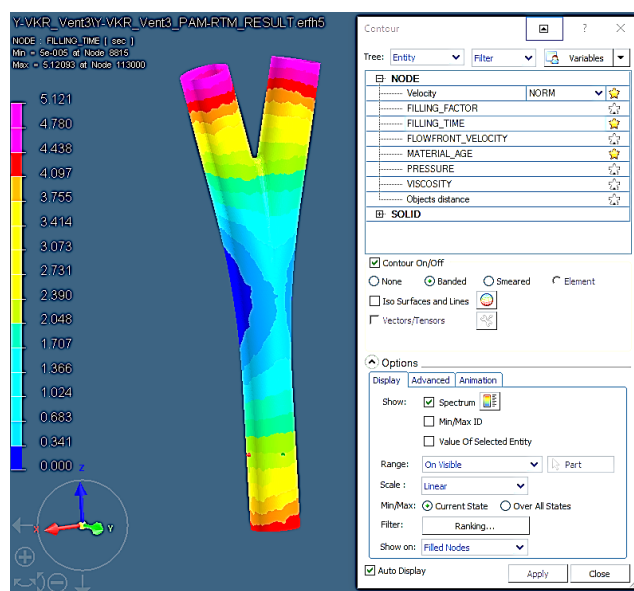 Y-VKR_Vent3\Y-VKR_Vent3_PAM-RTM_RESULT erfh5
NODE : FILLING_TIME [ sec ]
Min = 5e-005 at Node 8815
Max = 5.12093 at Node 113000
5.121
4.780
4.438
4.097
3.755
3.414
3.073
2.731
2.390
2.048
1.707
1.366
1.024
0.683
0.341
0.000
Z
X
Y
Contour
?
X
Tree:
Entity
Filter
Variables
NODE
Velocity
NORM
FILLING_FACTOR
FILLING_TIME
FLOWFRONT_VELOCITY
MATERIAL_AGE
PRESSURE
VISCOSITY
Objects distance
SOLID
Contour On/Off
None
Banded
Smeared
Element
Iso Surfaces and Lines
Vectors/Tensors
Options
Display
Advanced
Animation
Show:
Spectrum
Min/Max ID
Value Of Selected Entity
Range:
On Visible
Part
Scale :
Linear
Min/Max:
Current State
Over All States
Filter:
Ranking...
Show on:
Filled Nodes
Auto Display
Apply
Close